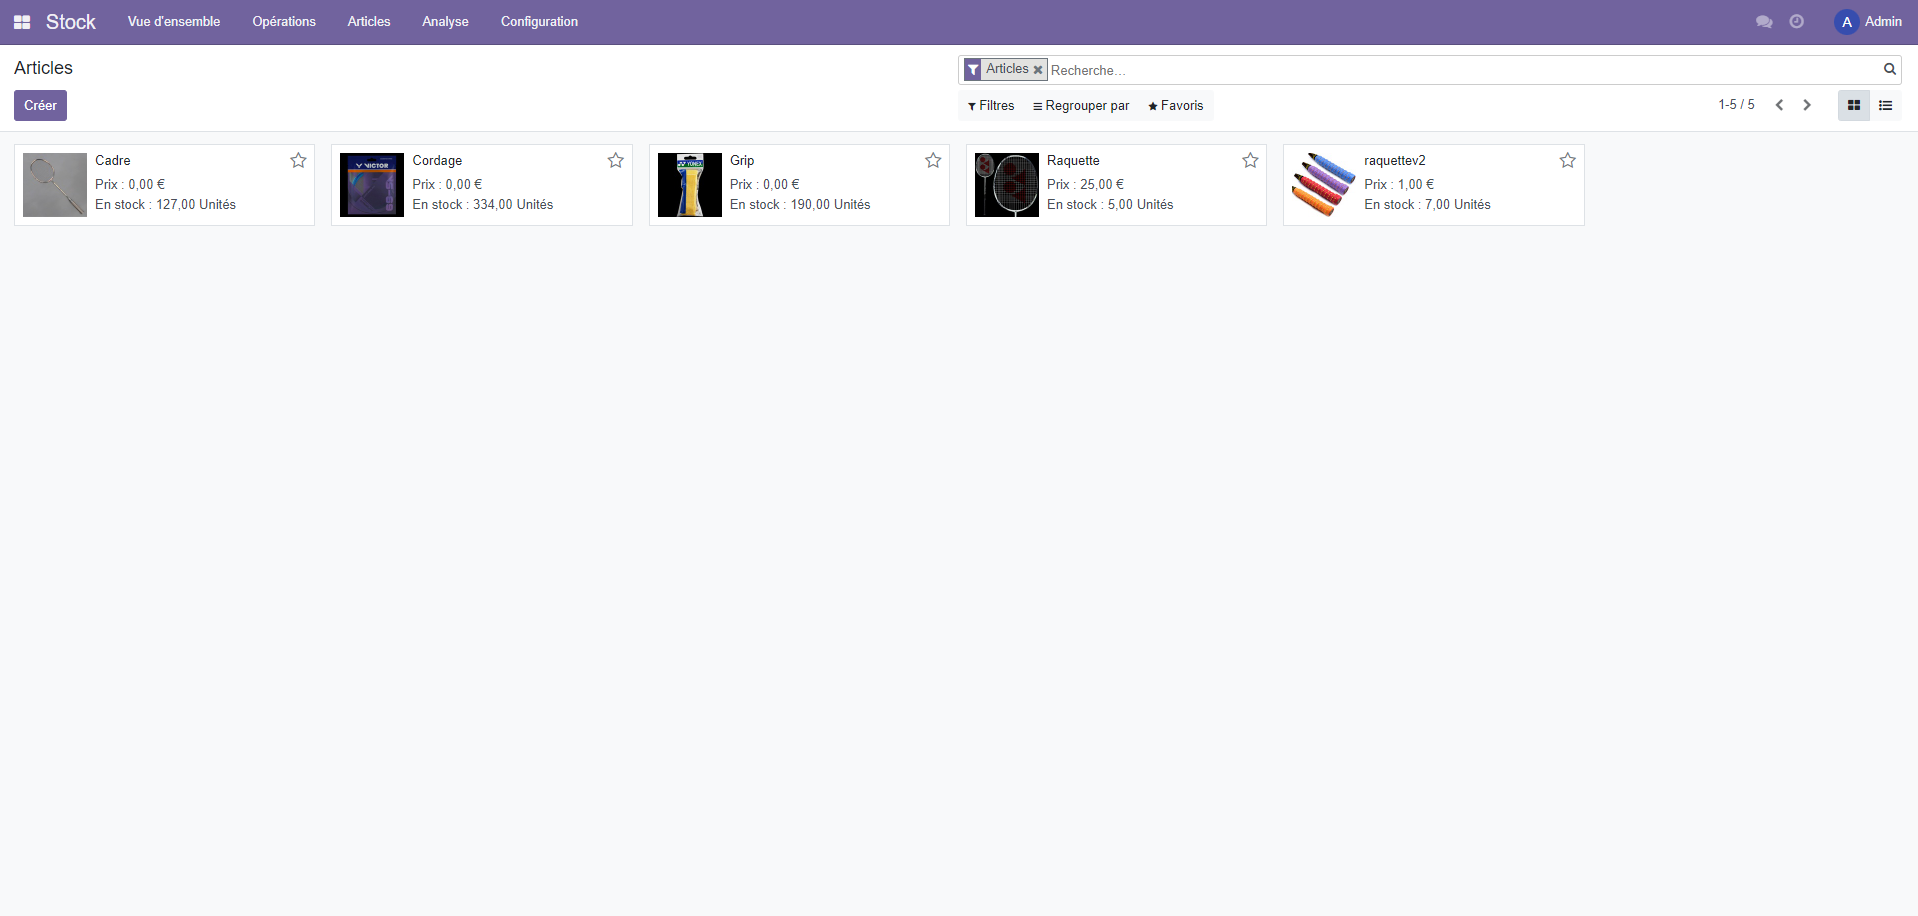 Stock Vue d'ensemble Opérations Articles Analyse Configuration A Admin
Articles
Articles Recherche...
Créer
Filtres Regrouper par Favoris 1-5 / 5
Cadre
Prix : 0,00 €
En stock : 127,00 Unités
VICTOR
Cordage
Prix : 0,00 €
En stock : 334,00 Unités
YONEX
Grip
Prix : 0,00 €
En stock : 190,00 Unités
Raquette
Prix : 25,00 €
En stock : 5,00 Unités
raquettev2
Prix : 1,00 €
En stock : 7,00 Unités